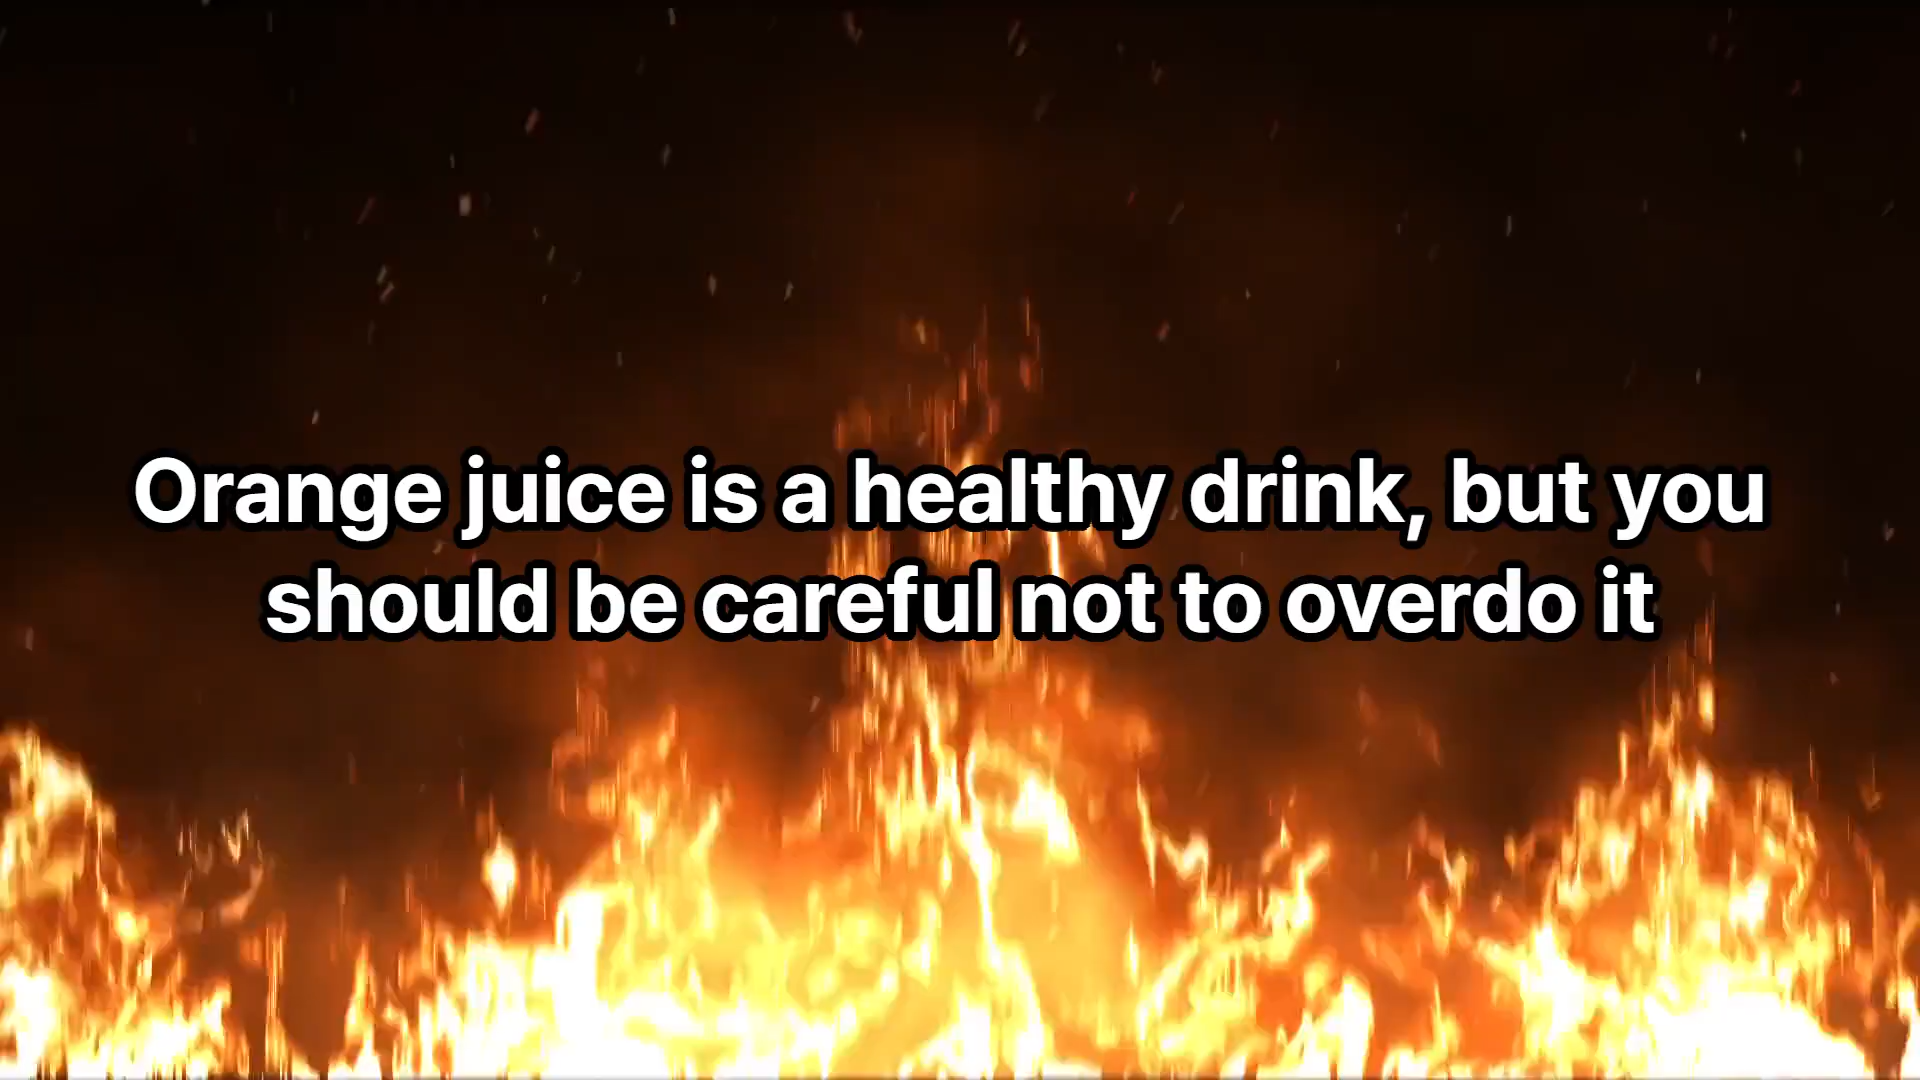 Orange juice is a healthy drink, but you
should be careful not to overdo it